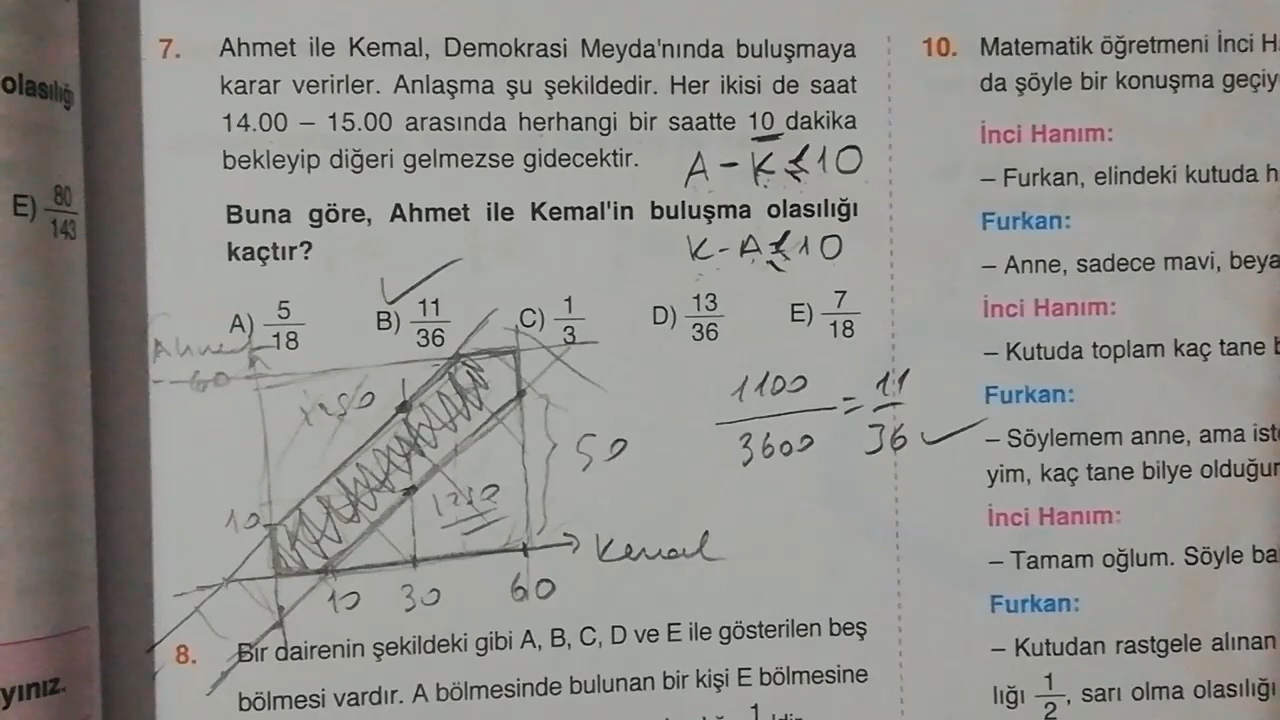 olasılığı
E) 80/143
yınız.
7. Ahmet ile Kemal, Demokrasi Meyda'nında buluşmaya
karar verirler. Anlaşma şu şekildedir. Her ikisi de saat
14.00 – 15.00 arasında herhangi bir saatte 10 dakika
bekleyip diğeri gelmezse gidecektir.
A - K ≤ 10
Buna göre, Ahmet ile Kemal'in buluşma olasılığı
kaçtır?
K - A ≤ 10
A) 5/18 B) 11/36 C) 1/3 D) 13/36 E) 7/18
Ahmet
60
1250
1100/3600 = 11/36
50
1250
10
Kemal
10 30 60
8. Bir dairenin şekildeki gibi A, B, C, D ve E ile gösterilen beş
bölmesi vardır. A bölmesinde bulunan bir kişi E bölmesine
10. Matematik öğretmeni İnci H
da şöyle bir konuşma geçiy
İnci Hanım:
– Furkan, elindeki kutuda h
Furkan:
– Anne, sadece mavi, beya
İnci Hanım:
– Kutuda toplam kaç tane b
Furkan:
– Söylemem anne, ama iste
yim, kaç tane bilye olduğun
İnci Hanım:
– Tamam oğlum. Söyle ba
Furkan:
– Kutudan rastgele alınan
lığı 1/2, sarı olma olasılığı